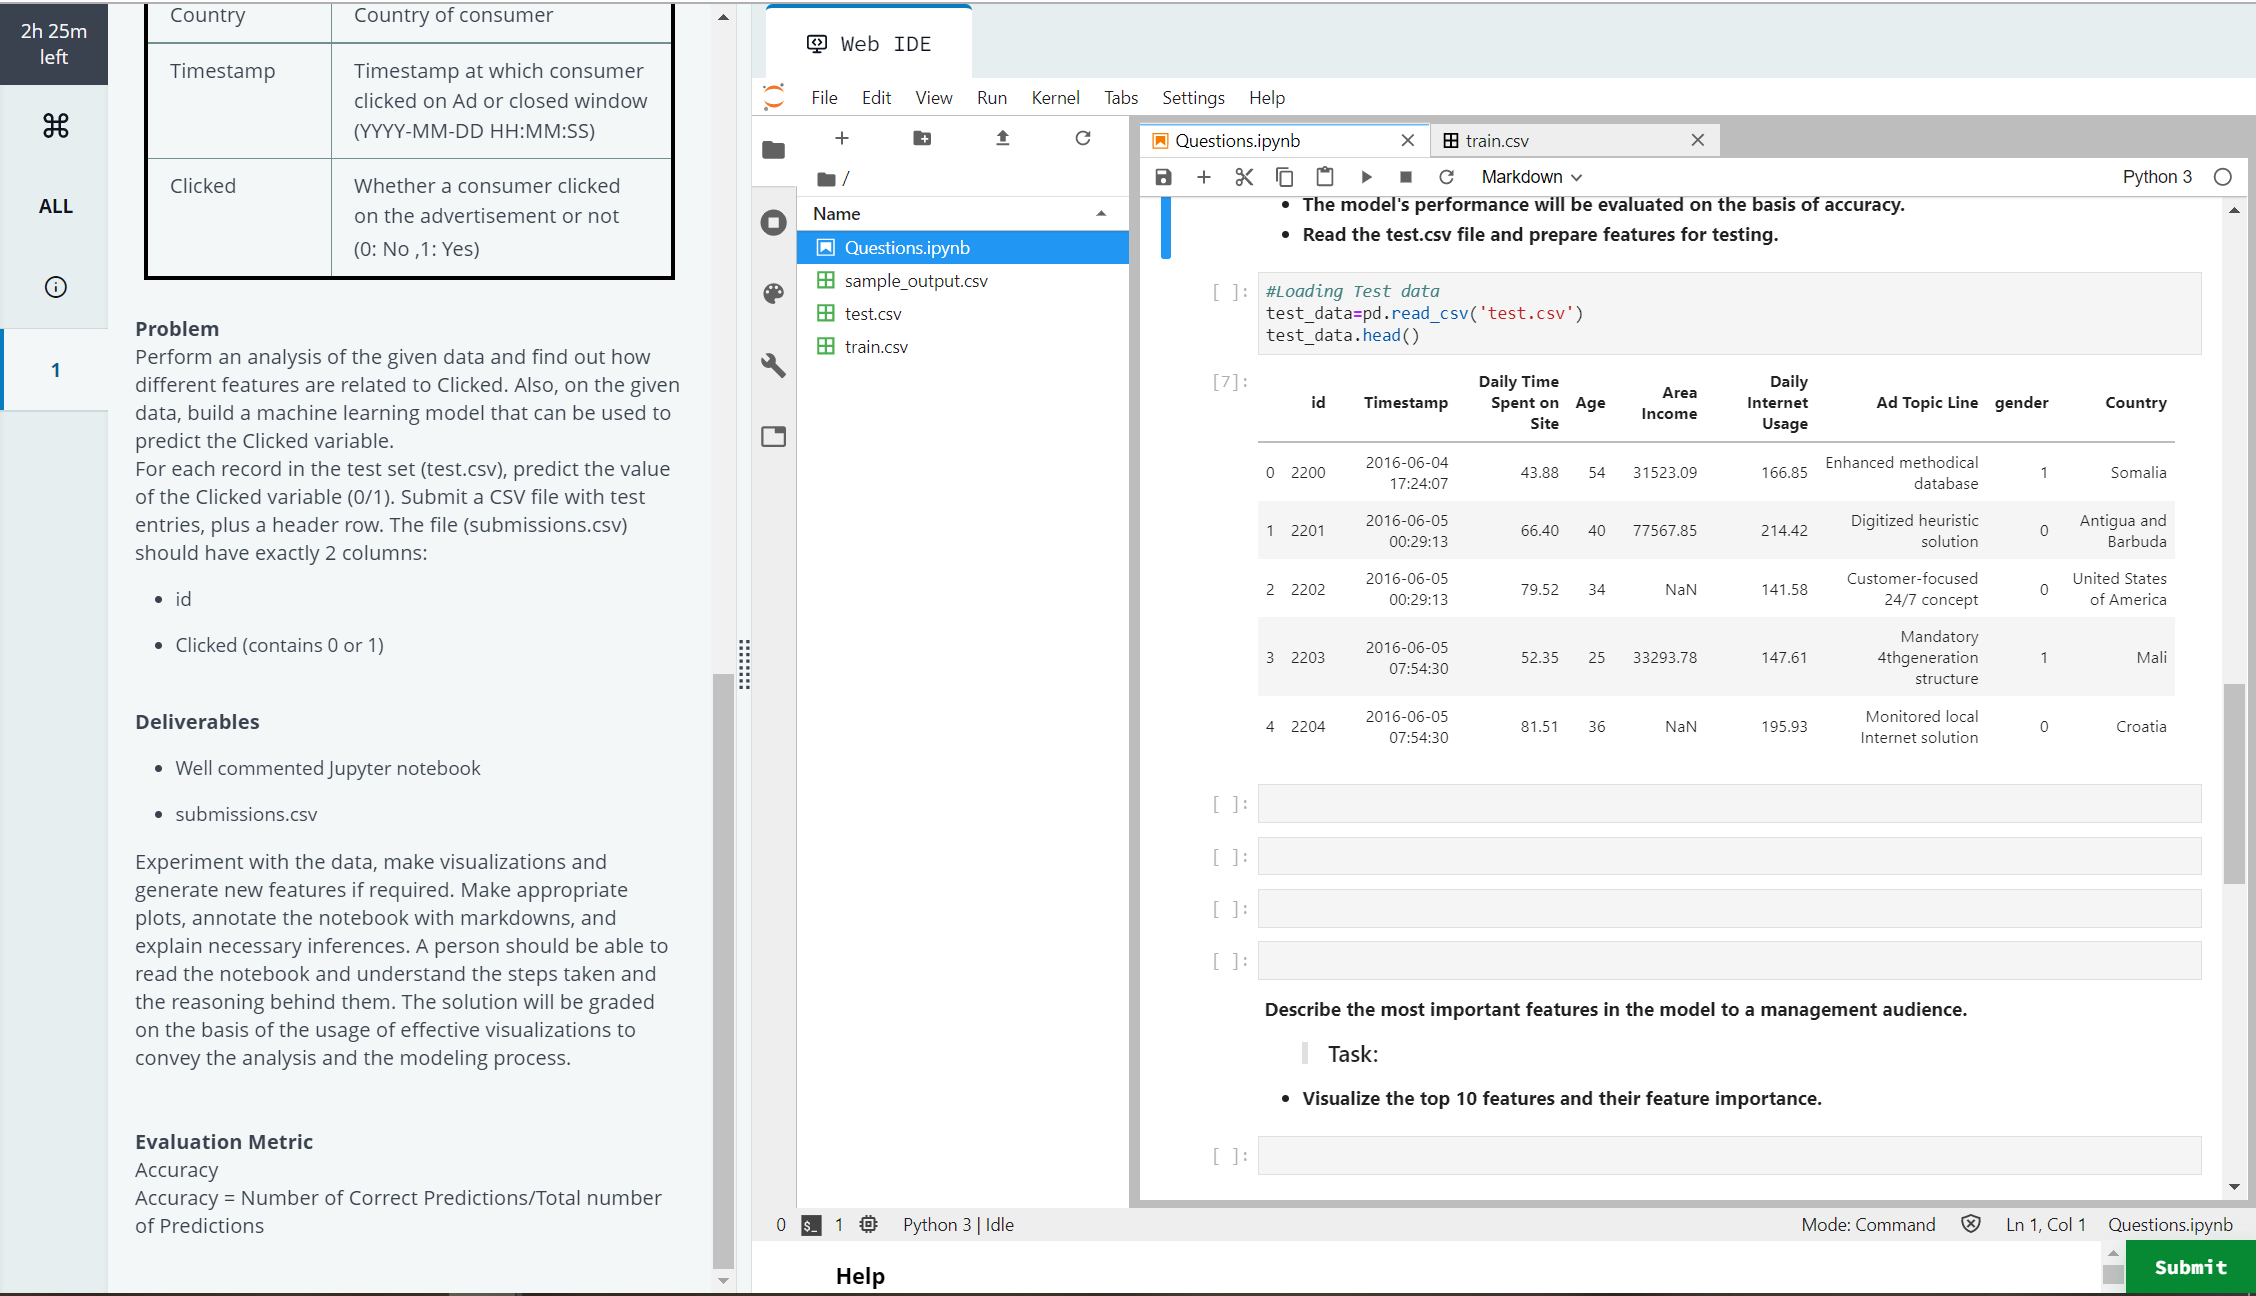 2h 25m
left
ALL
1
Country Country of consumer
Timestamp Timestamp at which consumer
clicked on Ad or closed window
(YYYY-MM-DD HH:MM:SS)
Clicked Whether a consumer clicked
on the advertisement or not
(0: No ,1: Yes)
Problem
Perform an analysis of the given data and find out how
different features are related to Clicked. Also, on the given
data, build a machine learning model that can be used to
predict the Clicked variable.
For each record in the test set (test.csv), predict the value
of the Clicked variable (0/1). Submit a CSV file with test
entries, plus a header row. The file (submissions.csv)
should have exactly 2 columns:
• id
• Clicked (contains 0 or 1)
Deliverables
• Well commented Jupyter notebook
• submissions.csv
Experiment with the data, make visualizations and
generate new features if required. Make appropriate
plots, annotate the notebook with markdowns, and
explain necessary inferences. A person should be able to
read the notebook and understand the steps taken and
the reasoning behind them. The solution will be graded
on the basis of the usage of effective visualizations to
convey the analysis and the modeling process.
Evaluation Metric
Accuracy
Accuracy = Number of Correct Predictions/Total number
of Predictions
Web IDE
File Edit View Run Kernel Tabs Settings Help
/
Name
Questions.ipynb
sample_output.csv
test.csv
train.csv
Questions.ipynb train.csv
Markdown Python 3
• The model's performance will be evaluated on the basis of accuracy.
• Read the test.csv file and prepare features for testing.
[ ]: #Loading Test data
test_data=pd.read_csv('test.csv')
test_data.head()
[7]:
id Timestamp Daily Time Spent on Site Age Area Income Daily Internet Usage Ad Topic Line gender Country
0 2200 2016-06-04 17:24:07 43.88 54 31523.09 166.85 Enhanced methodical database 1 Somalia
1 2201 2016-06-05 00:29:13 66.40 40 77567.85 214.42 Digitized heuristic solution 0 Antigua and Barbuda
2 2202 2016-06-05 00:29:13 79.52 34 NaN 141.58 Customer-focused 24/7 concept 0 United States of America
3 2203 2016-06-05 07:54:30 52.35 25 33293.78 147.61 Mandatory 4thgeneration structure 1 Mali
4 2204 2016-06-05 07:54:30 81.51 36 NaN 195.93 Monitored local Internet solution 0 Croatia
[ ]:
[ ]:
[ ]:
[ ]:
Describe the most important features in the model to a management audience.
Task:
• Visualize the top 10 features and their feature importance.
[ ]:
0 $_ 1 Python 3 | Idle Mode: Command Ln 1, Col 1 Questions.ipynb
Help
Submit